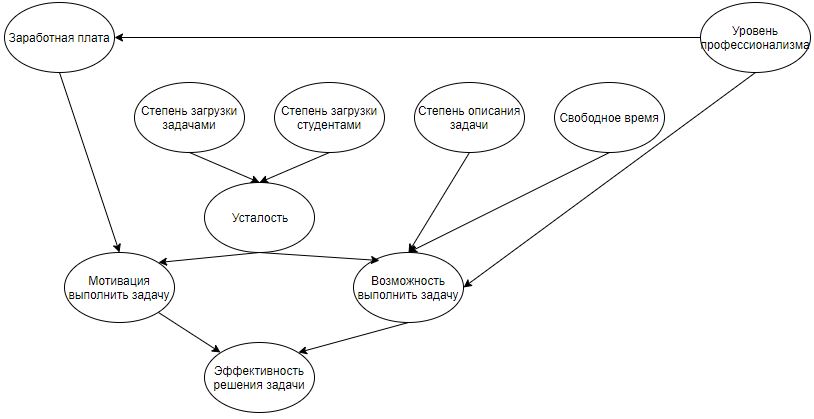 Заработная плата
Уровень
профессионализма
Степень загрузки
задачами
Степень загрузки
студентами
Степень описания
задачи
Свободное время
Усталость
Мотивация
выполнить задачу
Возможность
выполнить задачу
Эффективность
решения задачи